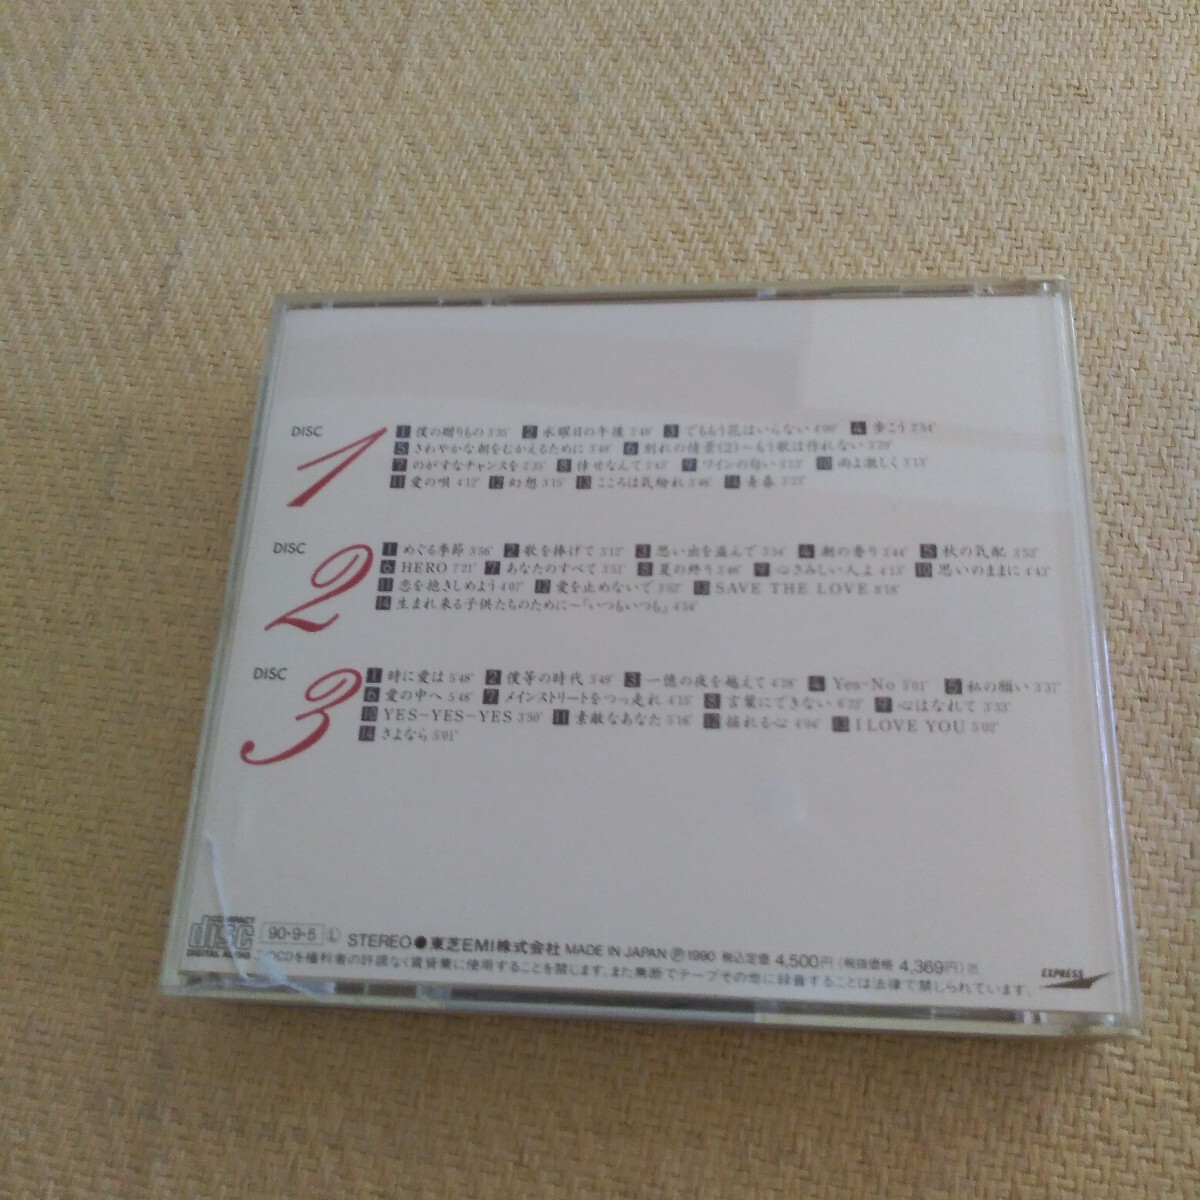 DISC 1
1 僕の贈りもの 3'35" 2 水曜日の午後 3'48" 3 でももう花はいらない 4'00" 4 歩こう 2'54"
5 さわやかな朝をむかえるために 3'48" 6 別れの情景(2)〜もう歌は作れない 3'29"
7 のがすなチャンスを 2'35" 8 倖せなんて 2'43" 9 ワインの匂い 3'13" 10 雨よ激しく 3'13"
11 愛の唄 4'12" 12 幻想 3'15" 13 こころは気紛れ 3'46" 14 青春 3'23"
DISC 2
1 めぐる季節 3'56" 2 歌を捧げて 3'12" 3 思い出を盗んで 3'34" 4 潮の香り 3'44" 5 秋の気配 3'52"
6 HERO 7'21" 7 あなたのすべて 3'51" 8 夏の終り 3'46" 9 心さみしい人よ 4'13" 10 思いのままに 4'43"
11 恋を抱きしめよう 4'07" 12 愛を止めないで 3'52" 13 SAVE THE LOVE 8'18"
14 生まれ来る子供たちのために〜「いつもいつも」 4'54"
DISC 3
1 時に愛は 5'48" 2 僕等の時代 3'49" 3 一億の夜を越えて 4'28" 4 Yes-No 5'01" 5 私の願い 3'37"
6 愛の中へ 5'48" 7 メインストリートをつっ走れ 4'15" 8 言葉にできない 6'22" 9 心はなれて 3'53"
10 YES-YES-YES 3'50" 11 素敵なあなた 5'16" 12 揺れる心 4'04" 13 I LOVE YOU 5'02"
14 さよなら 5'01"
COMPACT disc DIGITAL AUDIO 90・9・5 Ⓛ STEREO●東芝EMI株式会社 MADE IN JAPAN Ⓟ1990 税込定価 4,500円(税抜価格 4,369円)
このCDを権利者の許諾なく賃貸業に使用することを禁じます。また無断でテープその他に録音することは法律で禁じられています。
EXPRESS